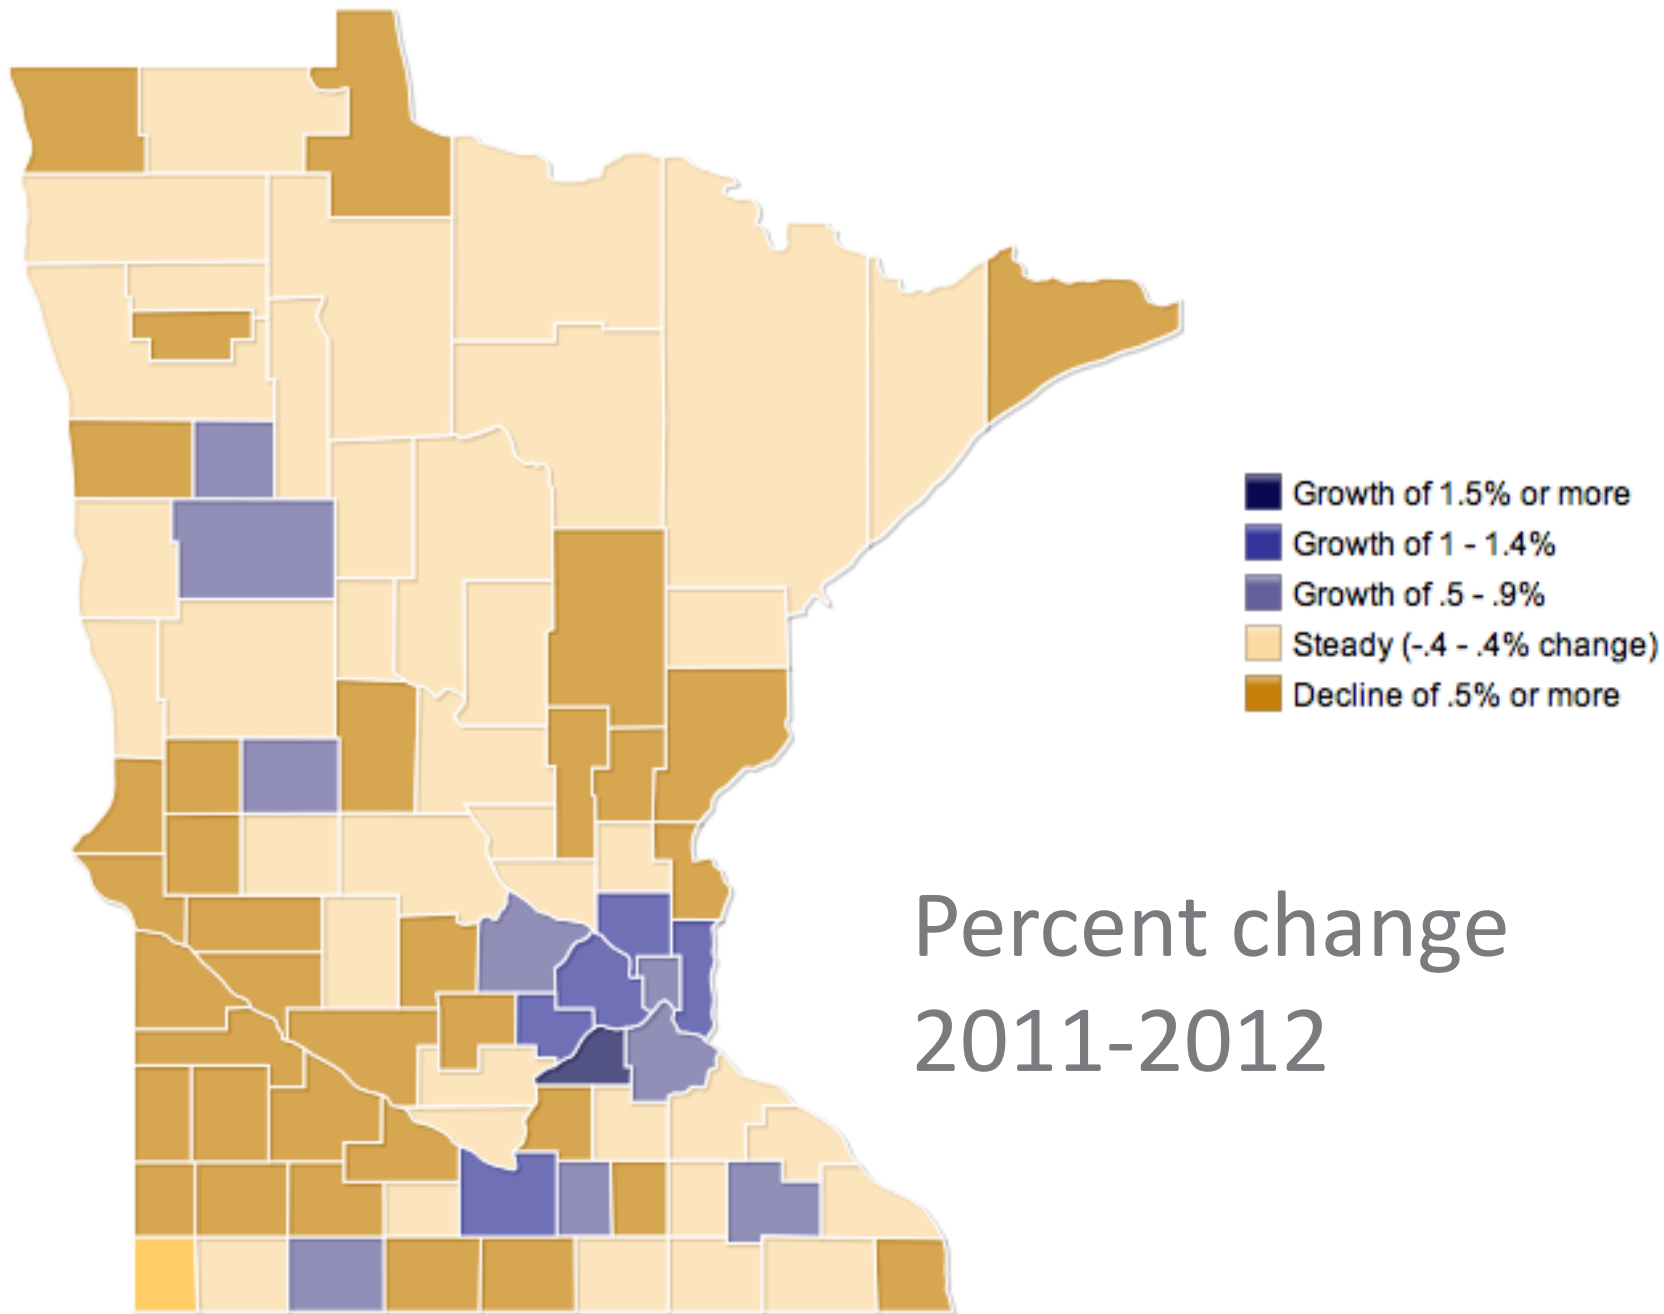 Growth of 1.5% or more
Growth of 1 - 1.4%
Growth of .5 - .9%
Steady (-.4 - .4% change)
Decline of .5% or more
Percent change
2011-2012